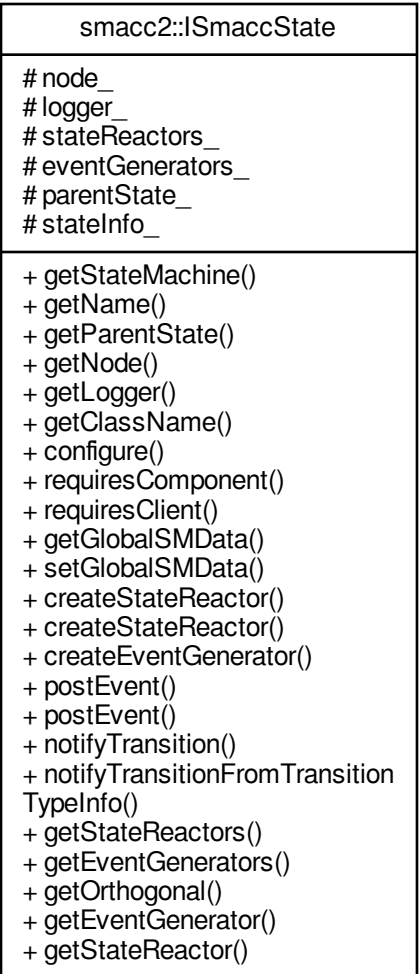 smacc2::ISmaccState
# node_
# logger_
# stateReactors_
# eventGenerators_
# parentState_
# stateInfo_
+ getStateMachine()
+ getName()
+ getParentState()
+ getNode()
+ getLogger()
+ getClassName()
+ configure()
+ requiresComponent()
+ requiresClient()
+ getGlobalSMData()
+ setGlobalSMData()
+ createStateReactor()
+ createStateReactor()
+ createEventGenerator()
+ postEvent()
+ postEvent()
+ notifyTransition()
+ notifyTransitionFromTransition
TypeInfo()
+ getStateReactors()
+ getEventGenerators()
+ getOrthogonal()
+ getEventGenerator()
+ getStateReactor()